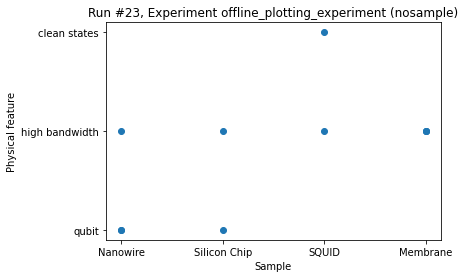 Run #23, Experiment offline_plotting_experiment (nosample)
clean states
high bandwidth
qubit
Physical feature
Nanowire Silicon Chip SQUID Membrane
Sample